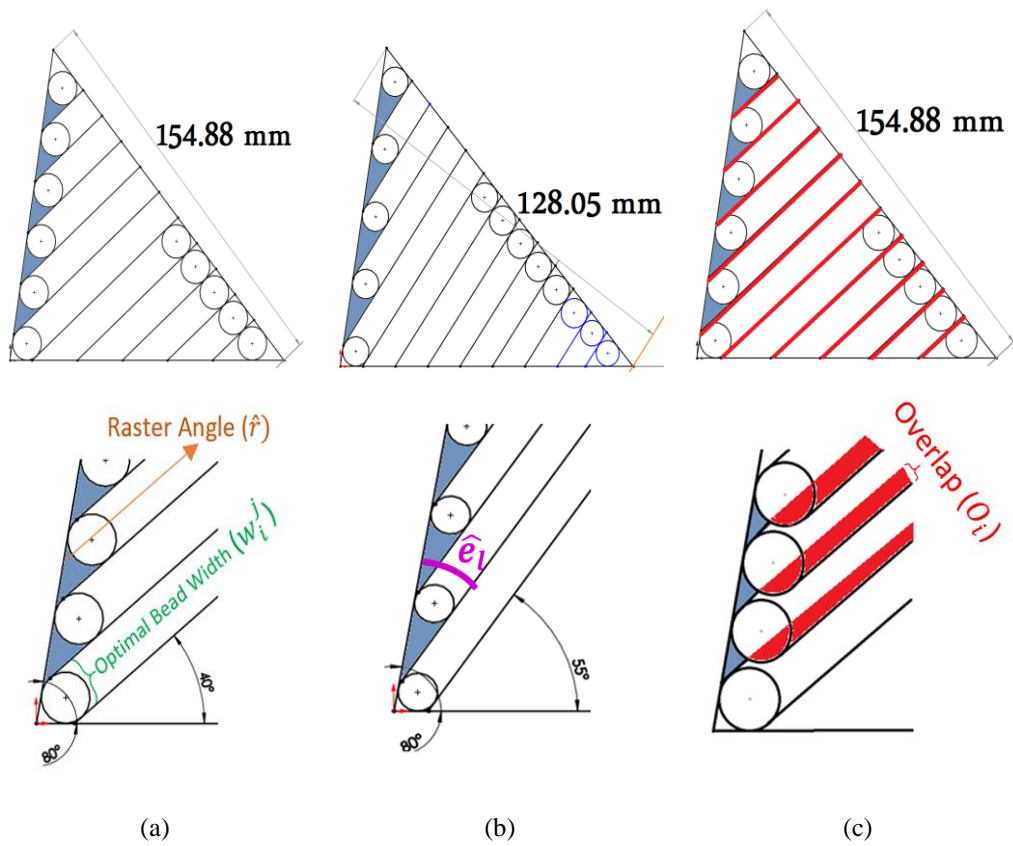 154.88 mm
128.05 mm
154.88 mm
Raster Angle (r̂)
Optimal Bead Width (w_i^j)
40°
80°
ê_l
55°
80°
Overlap (O_i)
(a)
(b)
(c)